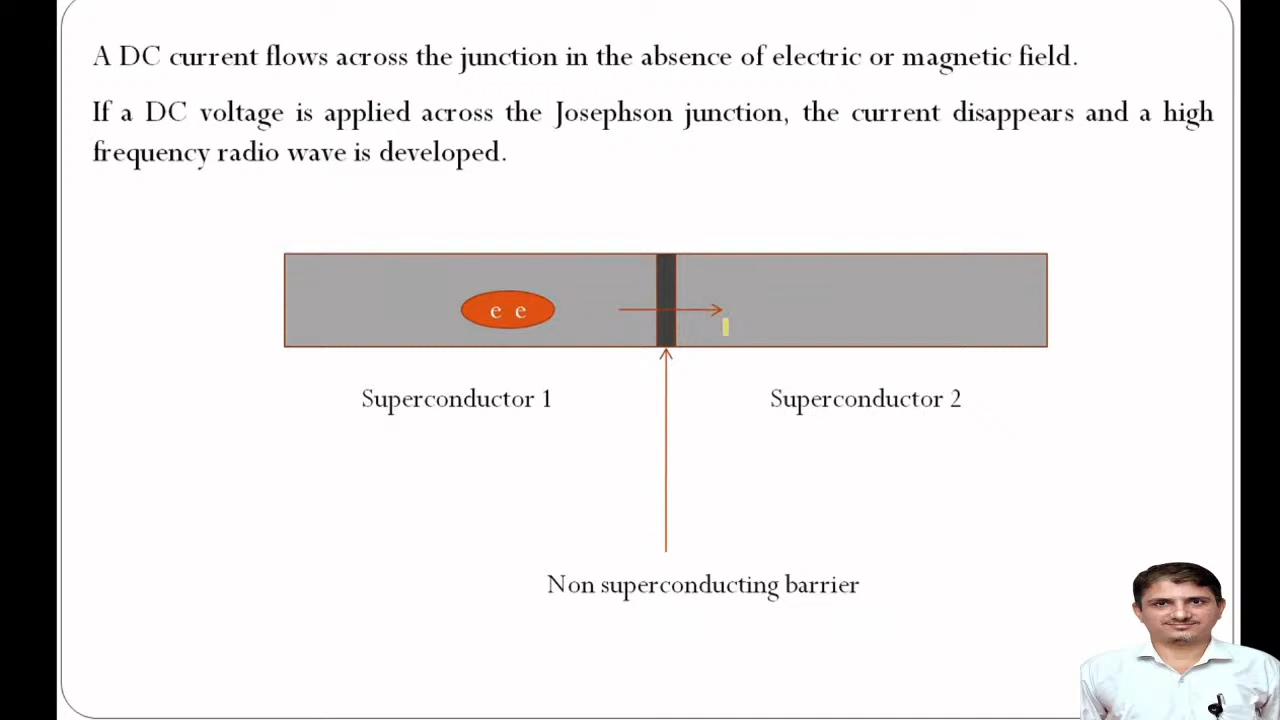 A DC current flows across the junction in the absence of electric or magnetic field.
If a DC voltage is applied across the Josephson junction, the current disappears and a high
frequency radio wave is developed.
e e
Superconductor 1
Superconductor 2
Non superconducting barrier